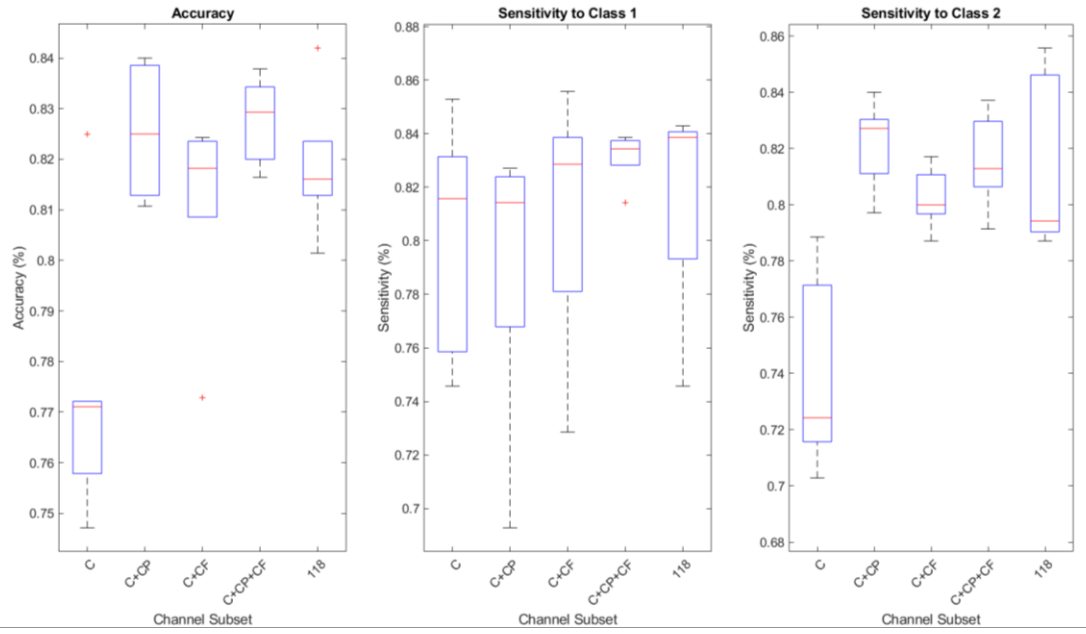 Accuracy
0.84
0.83
0.82
0.81
0.8
0.79
0.78
0.77
0.76
0.75
Accuracy (%)
C
C+CP
C+CF
C+CP+CF
118
Channel Subset
Sensitivity to Class 1
0.88
0.86
0.84
0.82
0.8
0.78
0.76
0.74
0.72
0.7
Sensitivity (%)
C
C+CP
C+CF
C+CP+CF
118
Channel Subset
Sensitivity to Class 2
0.86
0.84
0.82
0.8
0.78
0.76
0.74
0.72
0.7
0.68
Sensitivity (%)
C
C+CP
C+CF
C+CP+CF
118
Channel Subset